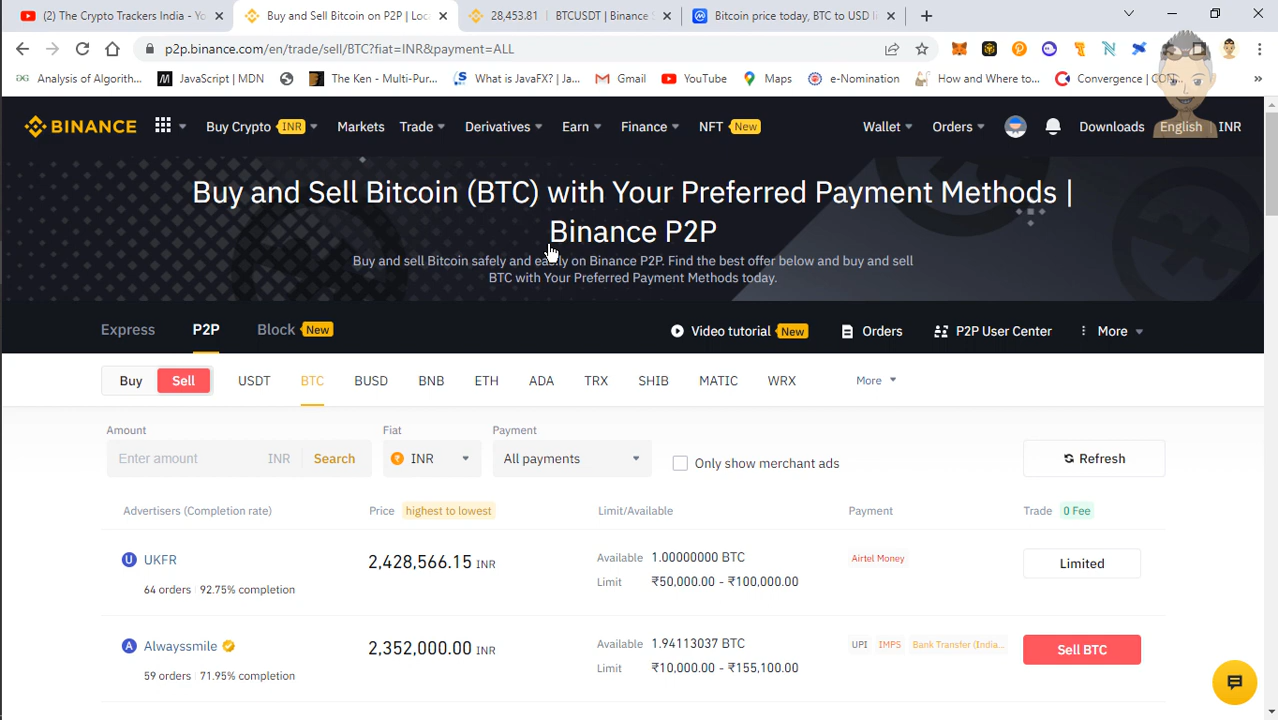 (2) The Crypto Trackers India - Yo
Buy and Sell Bitcoin on P2P | Loc
28,453.81 | BTCUSDT | Binance S
Bitcoin price today, BTC to USD li
p2p.binance.com/en/trade/sell/BTC?fiat=INR&payment=ALL
Analysis of Algorith...
JavaScript | MDN
The Ken - Multi-Pur...
What is JavaFX? | Ja...
Gmail
YouTube
Maps
e-Nomination
How and Where to...
Convergence | CON...
»
BINANCE
Buy Crypto INR
Markets
Trade
Derivatives
Earn
Finance
NFT New
Wallet
Orders
Downloads
English
INR
Buy and Sell Bitcoin (BTC) with Your Preferred Payment Methods |
Binance P2P
Buy and sell Bitcoin safely and easily on Binance P2P. Find the best offer below and buy and sell
BTC with Your Preferred Payment Methods today.
Express
P2P
Block New
Video tutorial New
Orders
P2P User Center
More
Buy
Sell
USDT
BTC
BUSD
BNB
ETH
ADA
TRX
SHIB
MATIC
WRX
More
Amount
Fiat
Payment
Enter amount INR Search
INR
All payments
Only show merchant ads
Refresh
Advertisers (Completion rate)
Price highest to lowest
Limit/Available
Payment
Trade 0 Fee
U UKFR
64 orders 92.75% completion
2,428,566.15 INR
Available 1.00000000 BTC
Limit ₹50,000.00 - ₹100,000.00
Airtel Money
Limited
A Alwayssmile
59 orders 71.95% completion
2,352,000.00 INR
Available 1.94113037 BTC
Limit ₹10,000.00 - ₹155,100.00
UPI IMPS Bank Transfer (India...
Sell BTC